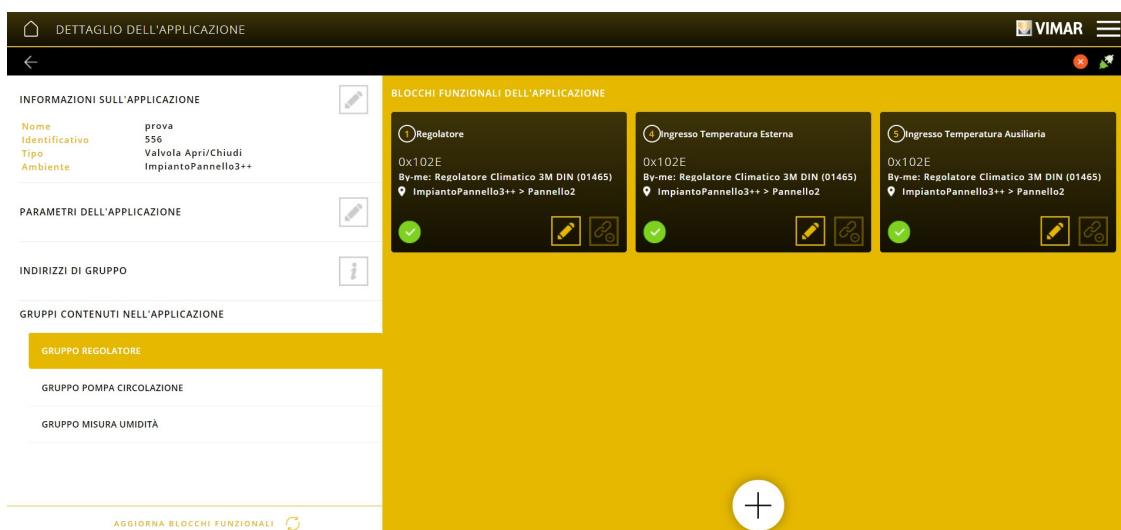 DETTAGLIO DELL'APPLICAZIONE
VIMAR
INFORMAZIONI SULL'APPLICAZIONE
Nome prova
Identificativo 556
Tipo Valvola Apri/Chiudi
Ambiente ImpiantoPannello3++
PARAMETRI DELL'APPLICAZIONE
INDIRIZZI DI GRUPPO
i
GRUPPI CONTENUTI NELL'APPLICAZIONE
GRUPPO REGOLATORE
GRUPPO POMPA CIRCOLAZIONE
GRUPPO MISURA UMIDITÀ
AGGIORNA BLOCCHI FUNZIONALI
BLOCCHI FUNZIONALI DELL'APPLICAZIONE
1 Regolatore
0x102E
By-me: Regolatore Climatico 3M DIN (01465)
ImpiantoPannello3++ > Pannello2
4 Ingresso Temperatura Esterna
0x102E
By-me: Regolatore Climatico 3M DIN (01465)
ImpiantoPannello3++ > Pannello2
5 Ingresso Temperatura Ausiliaria
0x102E
By-me: Regolatore Climatico 3M DIN (01465)
ImpiantoPannello3++ > Pannello2